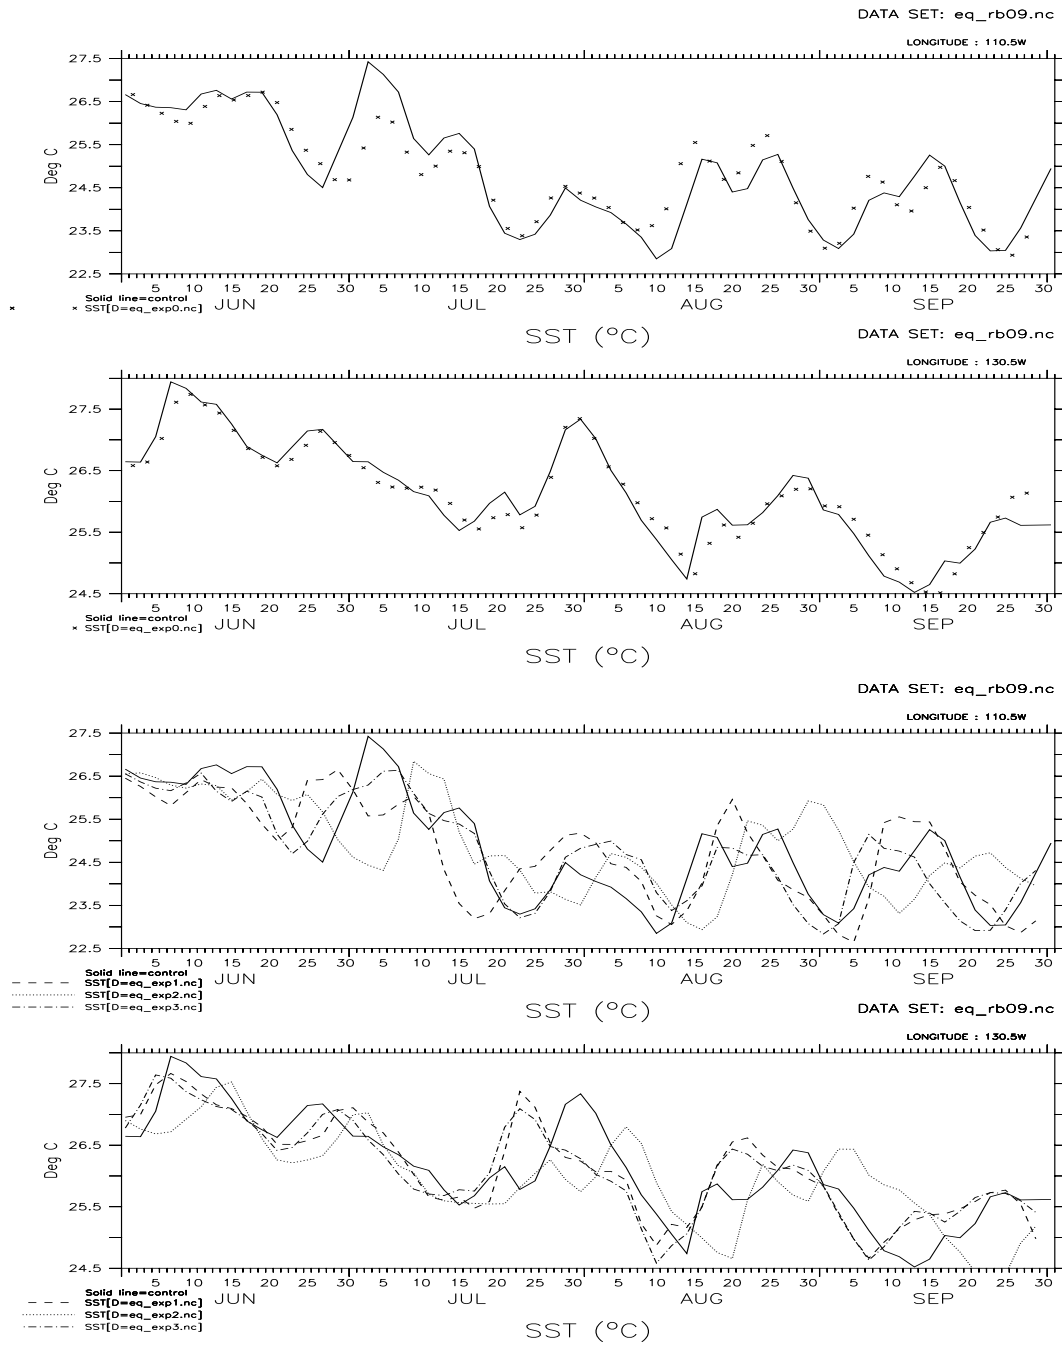 DATA SET: eq_rb09.nc
LONGITUDE : 110.5W
27.5
26.5
25.5
24.5
23.5
22.5
Deg C
5 10 15 20 25 30 5 10 15 20 25 30 5 10 15 20 25 30 5 10 15 20 25 30
JUN JUL AUG SEP
Solid line=control
x x SST[D=eq_exp0.nc]
SST (°C)
DATA SET: eq_rb09.nc
LONGITUDE : 130.5W
27.5
26.5
25.5
24.5
Deg C
5 10 15 20 25 30 5 10 15 20 25 30 5 10 15 20 25 30 5 10 15 20 25 30
JUN JUL AUG SEP
Solid line=control
x SST[D=eq_exp0.nc]
SST (°C)
DATA SET: eq_rb09.nc
LONGITUDE : 110.5W
27.5
26.5
25.5
24.5
23.5
22.5
Deg C
5 10 15 20 25 30 5 10 15 20 25 30 5 10 15 20 25 30 5 10 15 20 25 30
JUN JUL AUG SEP
Solid line=control
SST[D=eq_exp1.nc]
SST[D=eq_exp2.nc]
SST[D=eq_exp3.nc]
SST (°C)
DATA SET: eq_rb09.nc
LONGITUDE : 130.5W
27.5
26.5
25.5
24.5
Deg C
5 10 15 20 25 30 5 10 15 20 25 30 5 10 15 20 25 30 5 10 15 20 25 30
JUN JUL AUG SEP
Solid line=control
SST[D=eq_exp1.nc]
SST[D=eq_exp2.nc]
SST[D=eq_exp3.nc]
SST (°C)